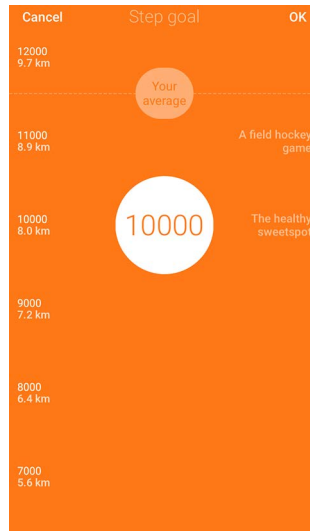 Cancel Step goal OK
12000
9.7 km
Your
average
11000
8.9 km
A field hockey
game
10000
8.0 km
10000
The healthy
sweetspot
9000
7.2 km
8000
6.4 km
7000
5.6 km